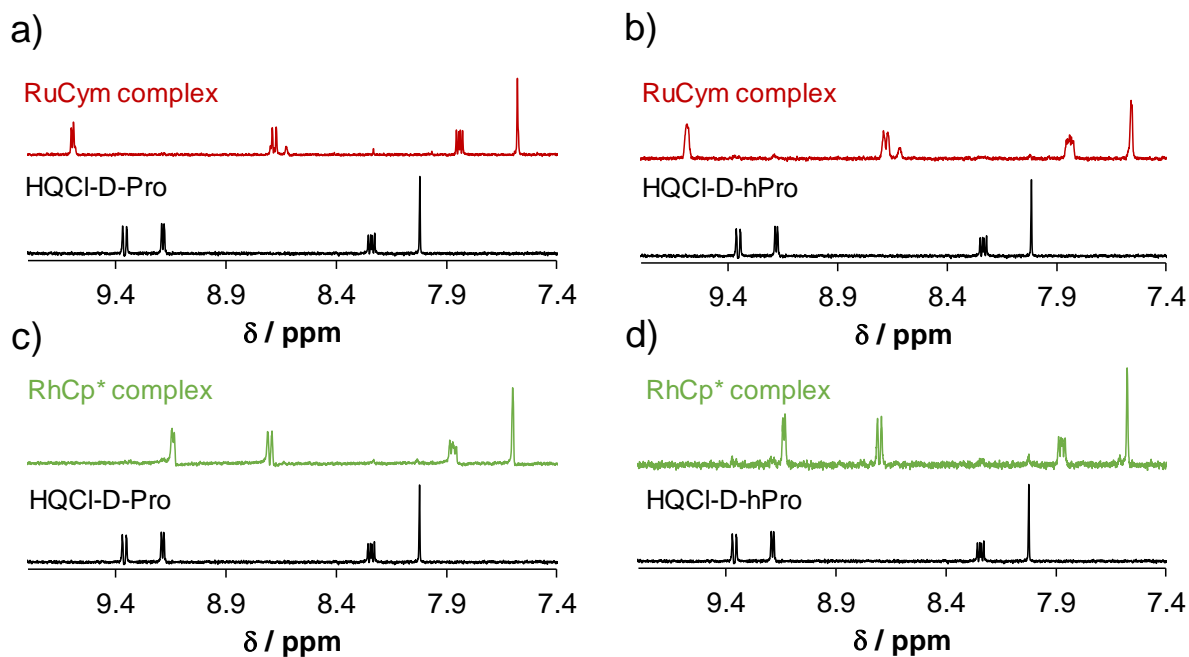 a)
RuCym complex
HQCl-D-Pro
9.4 8.9 8.4 7.9 7.4
δ / ppm
b)
RuCym complex
HQCl-D-hPro
9.4 8.9 8.4 7.9 7.4
δ / ppm
c)
RhCp* complex
HQCl-D-Pro
9.4 8.9 8.4 7.9 7.4
δ / ppm
d)
RhCp* complex
HQCl-D-hPro
9.4 8.9 8.4 7.9 7.4
δ / ppm